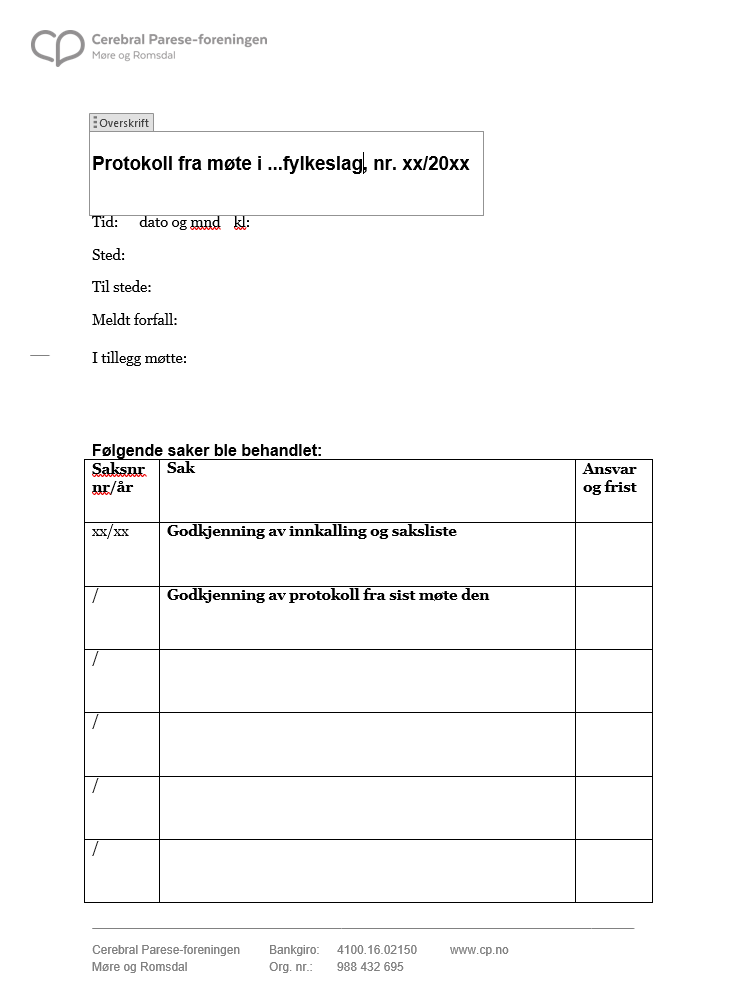 Cerebral Parese-foreningen
Møre og Romsdal
Overskrift
Protokoll fra møte i ...fylkeslag, nr. xx/20xx
Tid: dato og mnd kl:
Sted:
Til stede:
Meldt forfall:
I tillegg møtte:
Følgende saker ble behandlet:
Saksnr Sak Ansvar
nr/år og frist
xx/xx Godkjenning av innkalling og saksliste
/ Godkjenning av protokoll fra sist møte den
/
/
/
/
Cerebral Parese-foreningen Bankgiro: 4100.16.02150 www.cp.no
Møre og Romsdal Org. nr.: 988 432 695